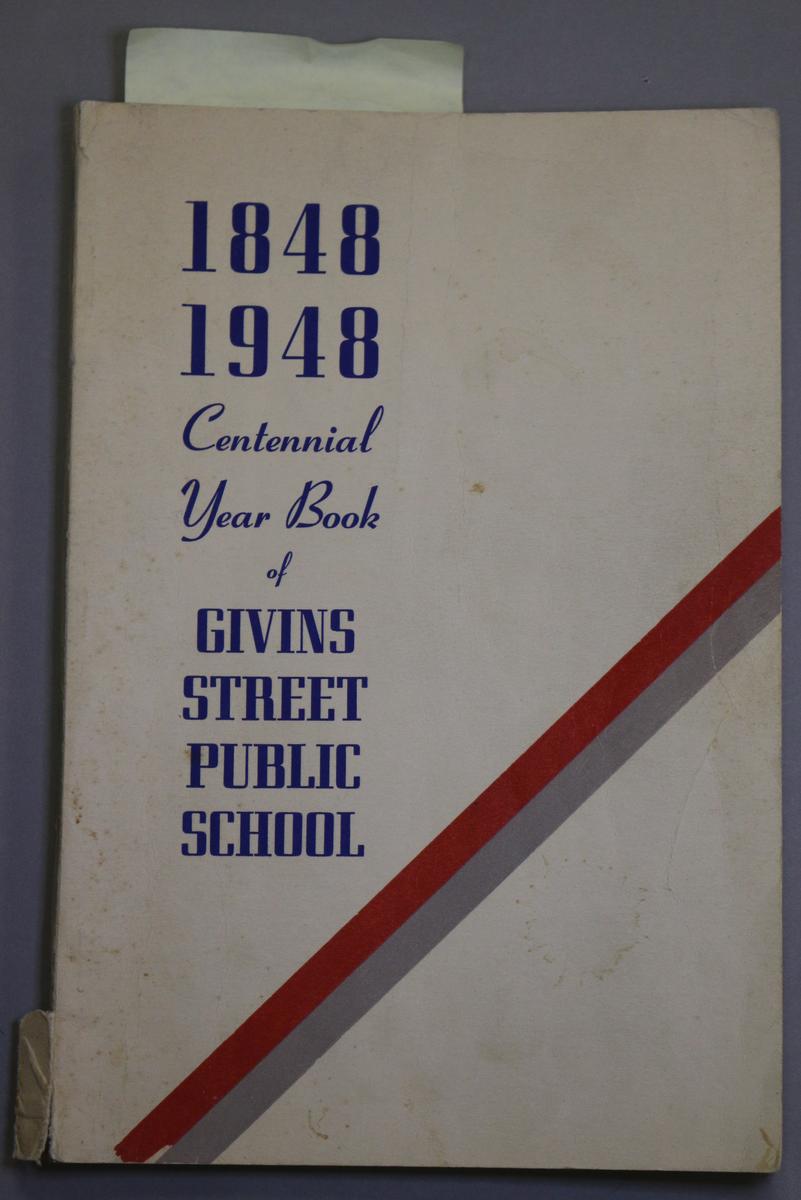 1848
1948
Centennial
Year Book
of
GIVINS
STREET
PUBLIC
SCHOOL